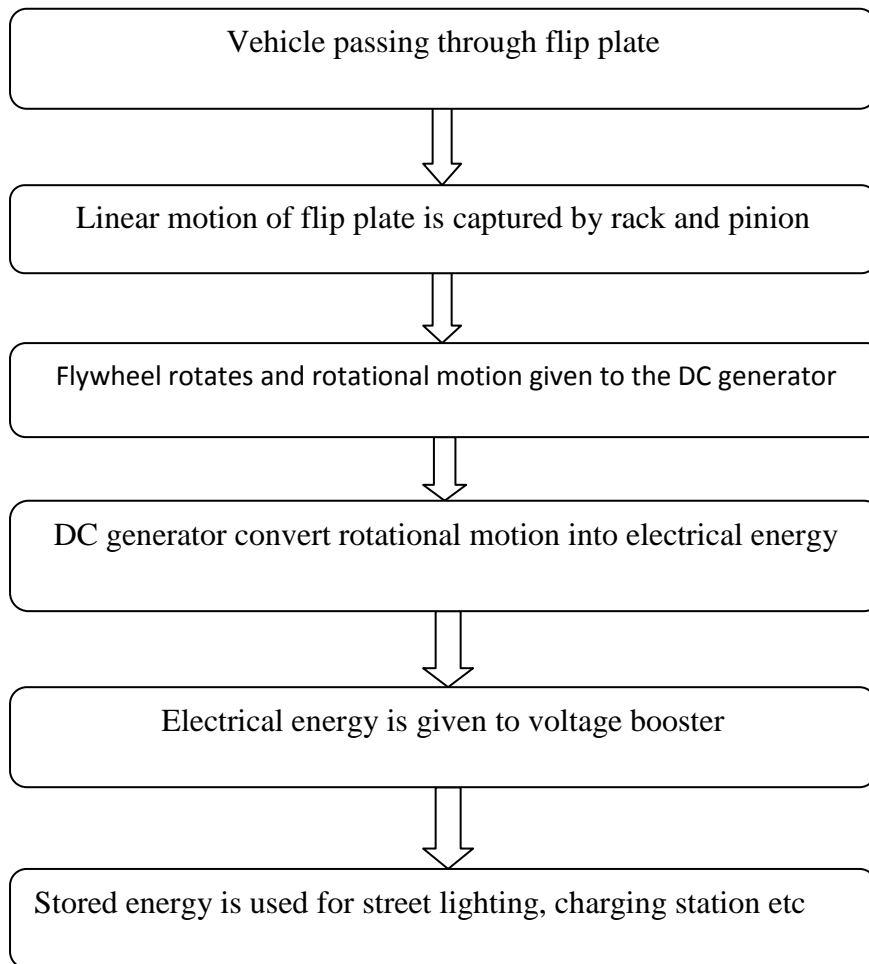 Vehicle passing through flip plate
Linear motion of flip plate is captured by rack and pinion
Flywheel rotates and rotational motion given to the DC generator
DC generator convert rotational motion into electrical energy
Electrical energy is given to voltage booster
Stored energy is used for street lighting, charging station etc